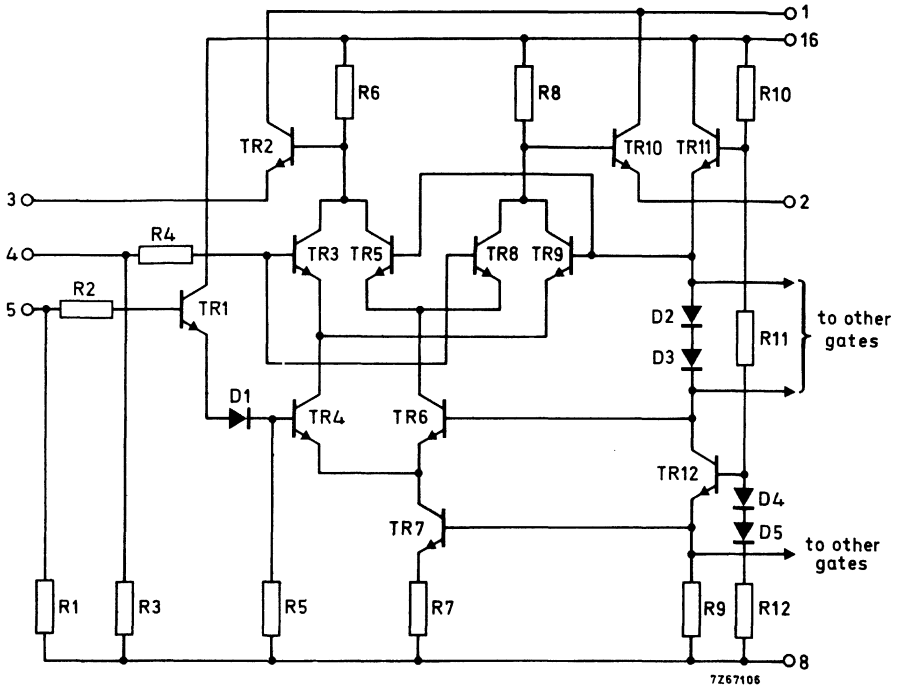 1
16
R6
R8
R10
TR2
TR10
TR11
3
2
R4
4
TR3
TR5
TR8
TR9
R2
5
TR1
D2
to other
gates
R11
D3
D1
TR4
TR6
TR12
D4
TR7
D5
to other
gates
R1
R3
R5
R7
R9
R12
8
7Z67106